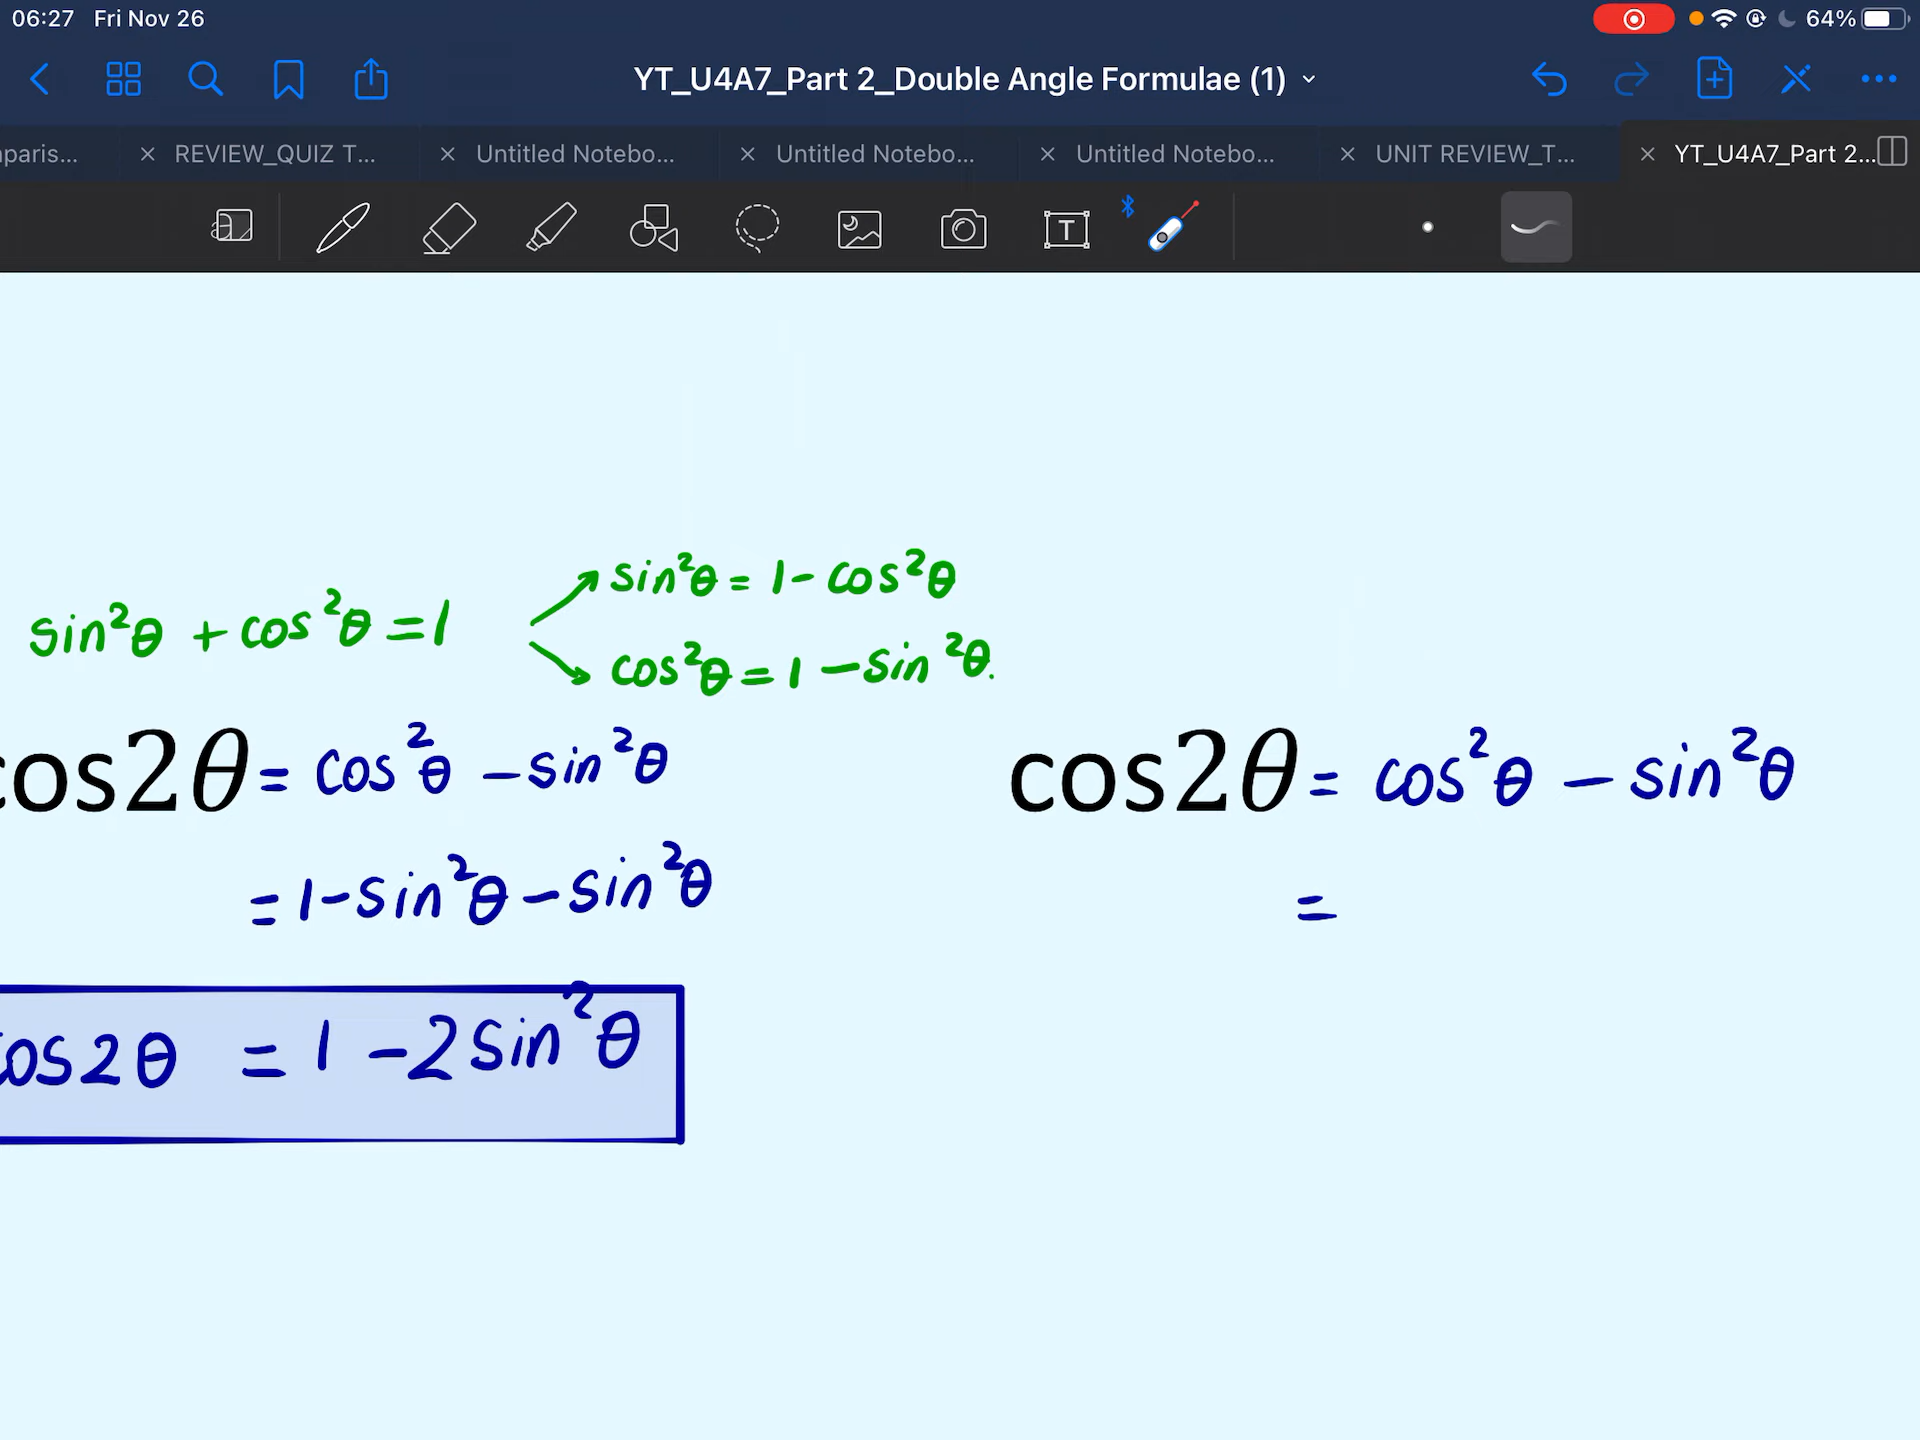 06:27 Fri Nov 26 64%
YT_U4A7_Part 2_Double Angle Formulae (1)
paris... REVIEW_QUIZ T... Untitled Notebo... Untitled Notebo... Untitled Notebo... UNIT REVIEW_T... YT_U4A7_Part 2...
T
sin²θ = 1 - cos²θ
sin²θ + cos²θ = 1
cos²θ = 1 - sin²θ.
cos2θ = cos²θ - sin²θ
= 1 - sin²θ - sin²θ
cos2θ = 1 - 2sin²θ
cos2θ = cos²θ - sin²θ
=